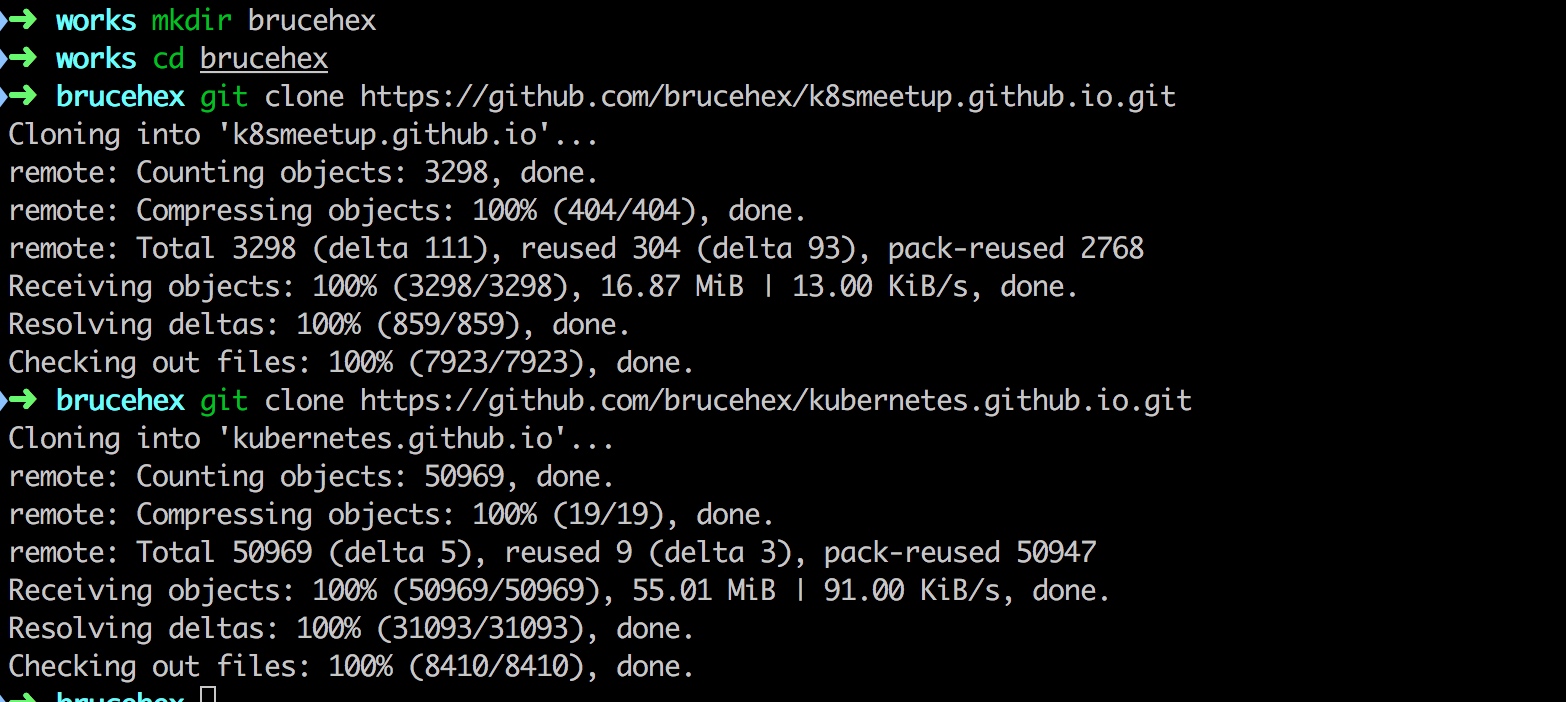 ➜ works mkdir brucehex
➜ works cd brucehex
➜ brucehex git clone https://github.com/brucehex/k8smeetup.github.io.git
Cloning into 'k8smeetup.github.io'...
remote: Counting objects: 3298, done.
remote: Compressing objects: 100% (404/404), done.
remote: Total 3298 (delta 111), reused 304 (delta 93), pack-reused 2768
Receiving objects: 100% (3298/3298), 16.87 MiB | 13.00 KiB/s, done.
Resolving deltas: 100% (859/859), done.
Checking out files: 100% (7923/7923), done.
➜ brucehex git clone https://github.com/brucehex/kubernetes.github.io.git
Cloning into 'kubernetes.github.io'...
remote: Counting objects: 50969, done.
remote: Compressing objects: 100% (19/19), done.
remote: Total 50969 (delta 5), reused 9 (delta 3), pack-reused 50947
Receiving objects: 100% (50969/50969), 55.01 MiB | 91.00 KiB/s, done.
Resolving deltas: 100% (31093/31093), done.
Checking out files: 100% (8410/8410), done.
➜ brucehex